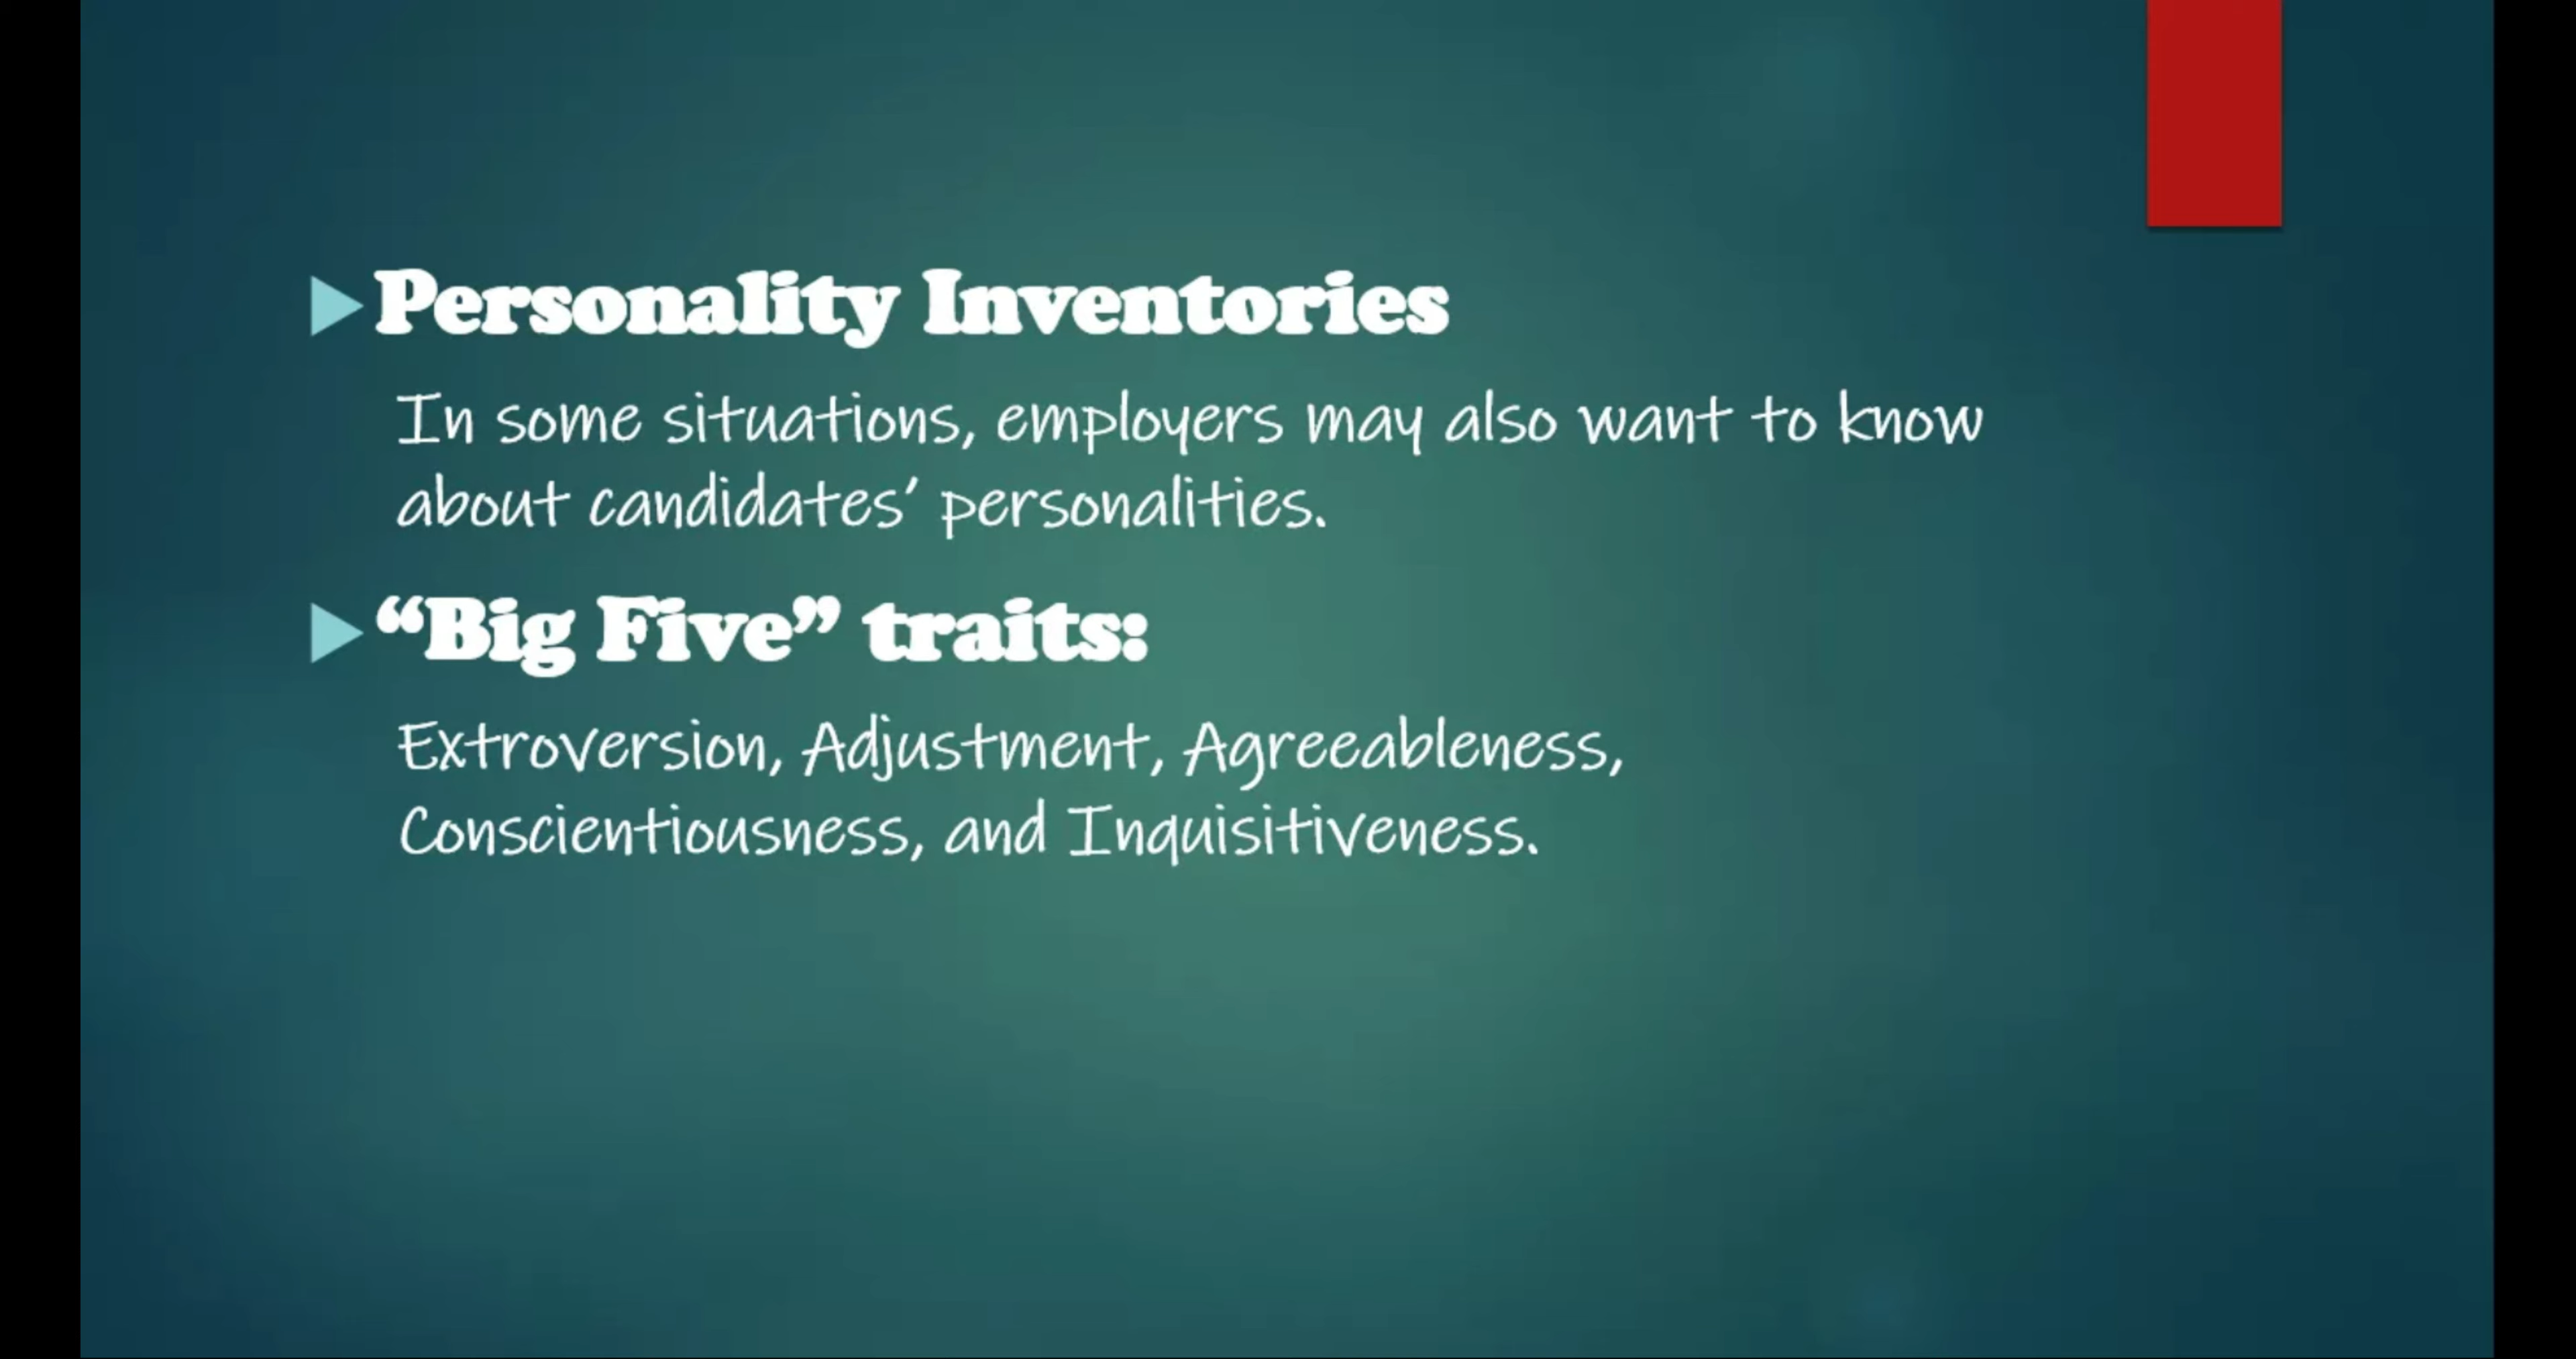 Personality Inventories
In some situations, employers may also want to know
about candidates’ personalities.
“Big Five” traits:
Extroversion, Adjustment, Agreeableness,
Conscientiousness, and Inquisitiveness.